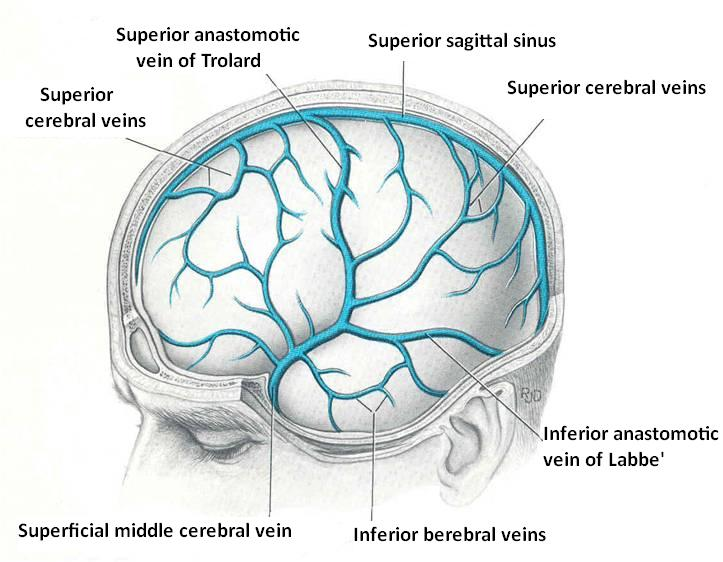 Superior anastomotic
vein of Trolard
Superior sagittal sinus
Superior cerebral veins
Superior
cerebral veins
RJD
Inferior anastomotic
vein of Labbe'
Superficial middle cerebral vein
Inferior berebral veins